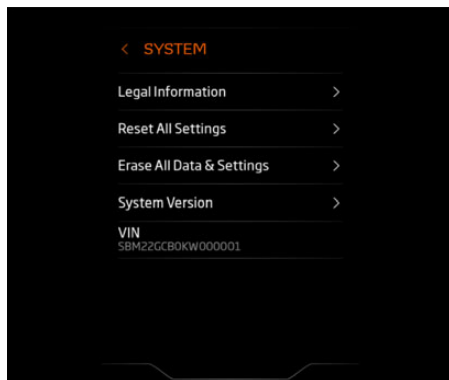 SYSTEM
Legal Information
Reset All Settings
Erase All Data & Settings
System Version
VIN
SBM22GCB0KW000001